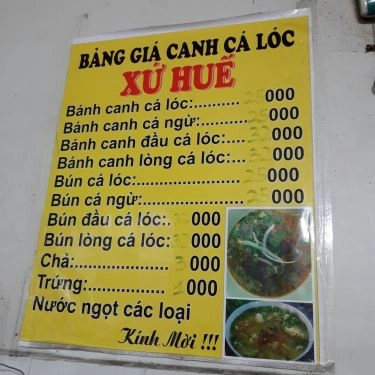 BẢNG GIÁ CANH CÁ LÓC
XỨ HUẾ
Bánh canh cá lóc:.......... 000
Bánh canh cá ngừ:.......... 000
Bánh canh đầu cá lóc:.... 000
Bánh canh lòng cá lóc:... 000
Bún cá lóc:...................... 000
Bún cá ngừ:..................... 000
Bún đầu cá lóc:. 000
Bún lòng cá lóc: 000
Chả:..................... 000
Trứng:................. 000
Nước ngọt các loại
Kính Mời !!!